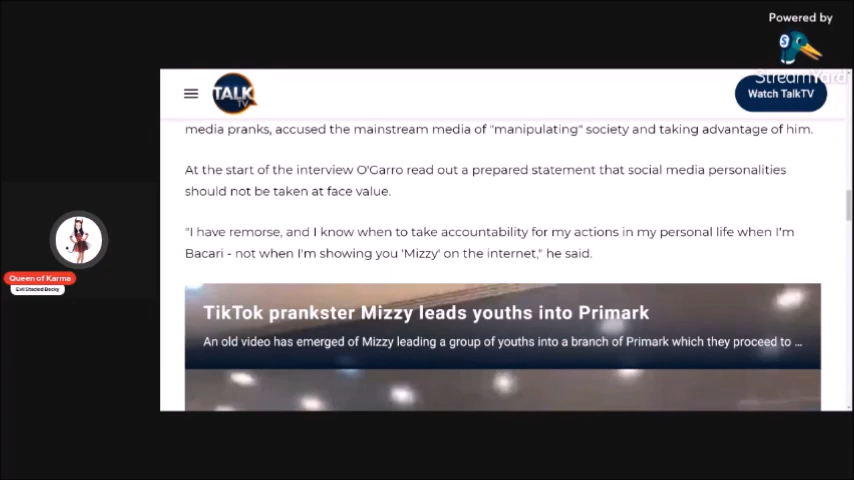 Powered by
S
StreamYard
TALK
TV
Watch TalkTV
media pranks, accused the mainstream media of "manipulating" society and taking advantage of him.
At the start of the interview O'Garro read out a prepared statement that social media personalities
should not be taken at face value.
"I have remorse, and I know when to take accountability for my actions in my personal life when I'm
Bacari - not when I'm showing you 'Mizzy' on the internet," he said.
Queen of Karma
Evil Stacked Becky
TikTok prankster Mizzy leads youths into Primark
An old video has emerged of Mizzy leading a group of youths into a branch of Primark which they proceed to ...